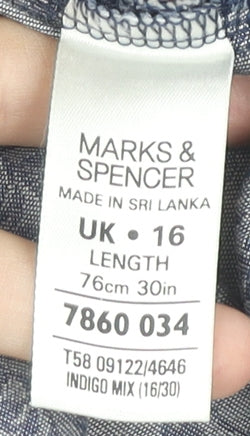 MARKS &
SPENCER
MADE IN SRI LANKA
UK • 16
LENGTH
76cm 30in
7860 034
T58 09122/4646
INDIGO MIX (16/30)